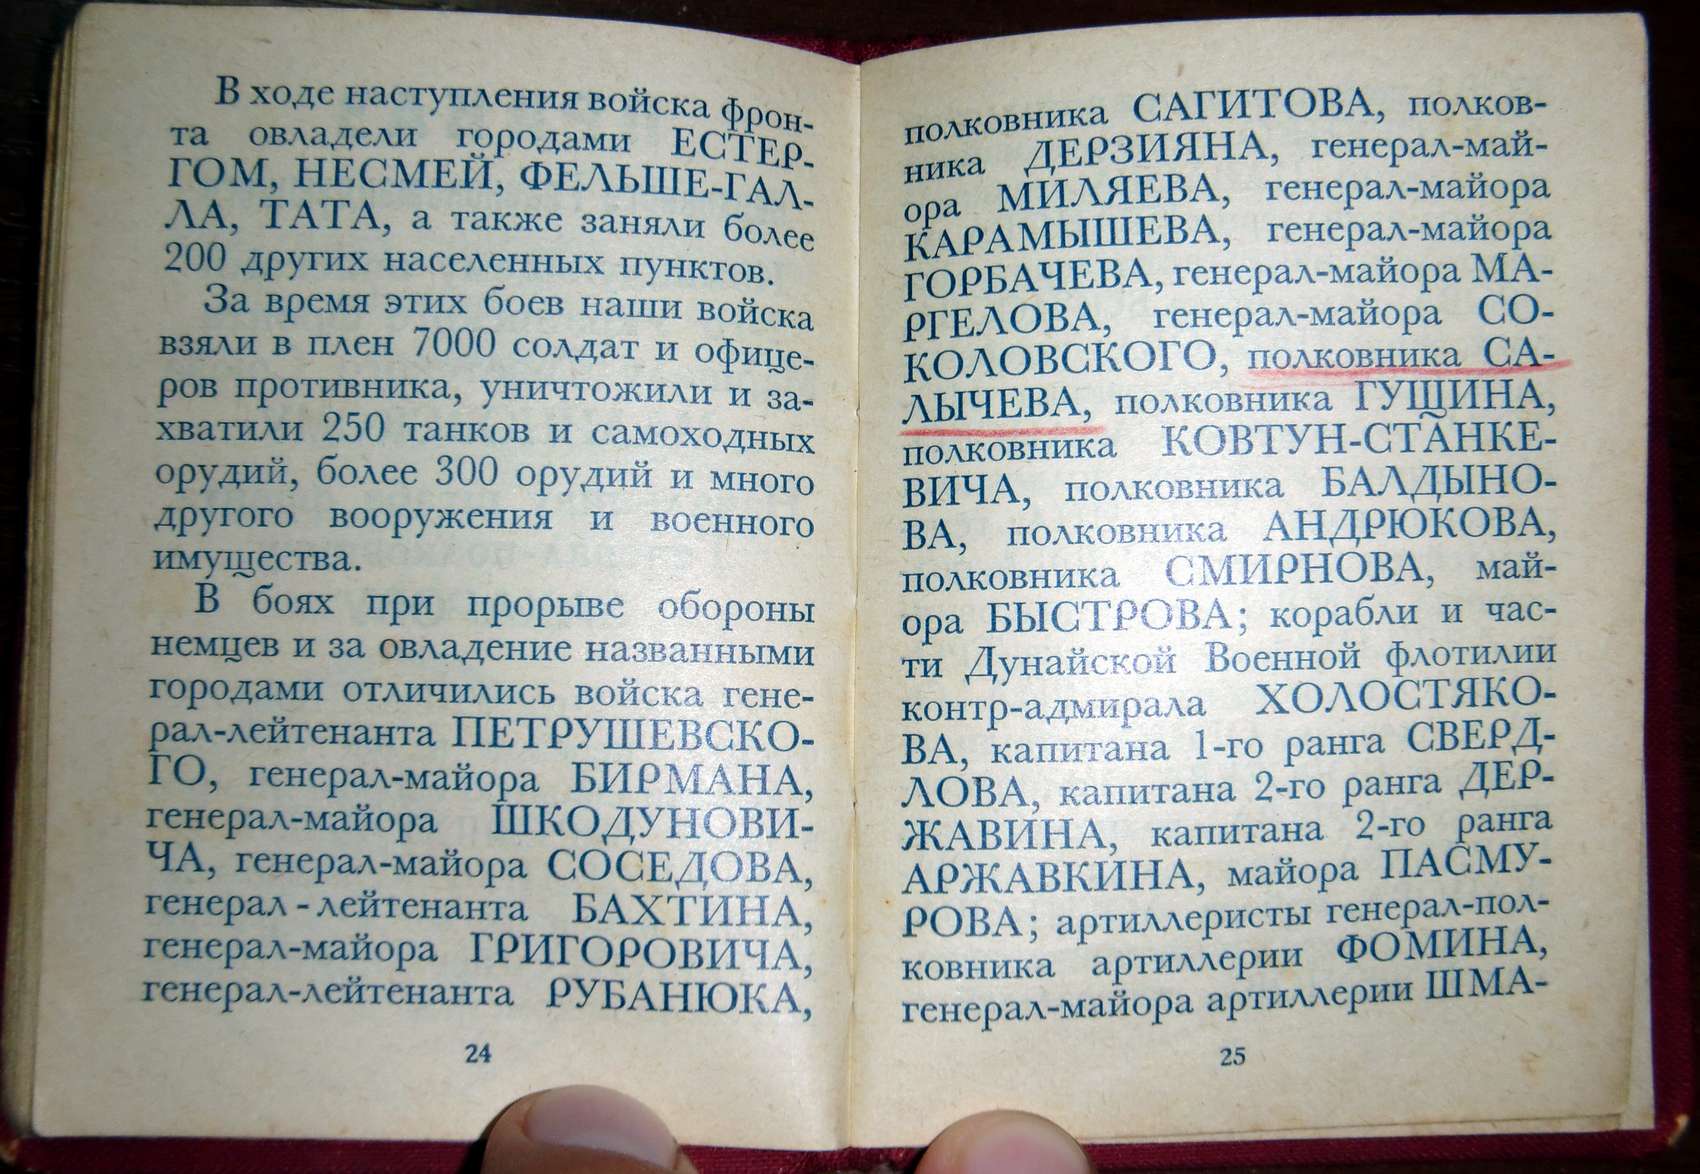 В ходе наступления войска фрон-
та овладели городами ЕСТЕР-
ГОМ, НЕСМЕЙ, ФЕЛЬШЕ-ГАЛ-
ЛА, ТАТА, а также заняли более
200 других населенных пунктов.
За время этих боев наши войска
взяли в плен 7000 солдат и офице-
ров противника, уничтожили и за-
хватили 250 танков и самоходных
орудий, более 300 орудий и много
другого вооружения и военного
имущества.
В боях при прорыве обороны
немцев и за овладение названными
городами отличились войска гене-
рал-лейтенанта ПЕТРУШЕВСКО-
ГО, генерал-майора БИРМАНА,
генерал-майора ШКОДУНОВИ-
ЧА, генерал-майора СОСЕДОВА,
генерал-лейтенанта БАХТИНА,
генерал-майора ГРИГОРОВИЧА,
генерал-лейтенанта РУБАНЮКА,
24
полковника САГИТОВА, полков-
ника ДЕРЗИЯНА, генерал-май-
ора МИЛЯЕВА, генерал-майора
КАРАМЫШЕВА, генерал-майора
ГОРБАЧЕВА, генерал-майора МА-
РГЕЛОВА, генерал-майора СО-
КОЛОВСКОГО, полковника СА-
ЛЫЧЕВА, полковника ГУЩИНА,
полковника КОВТУН-СТАНКЕ-
ВИЧА, полковника БАЛДЫНО-
ВА, полковника АНДРЮКОВА,
полковника СМИРНОВА, май-
ора БЫСТРОВА; корабли и час-
ти Дунайской Военной флотилии
контр-адмирала ХОЛОСТЯКО-
ВА, капитана 1-го ранга СВЕРД-
ЛОВА, капитана 2-го ранга ДЕР-
ЖАВИНА, капитана 2-го ранга
АРЖАВКИНА, майора ПАСМУ-
РОВА; артиллеристы генерал-пол-
ковника артиллерии ФОМИНА,
генерал-майора артиллерии ШМА-
25